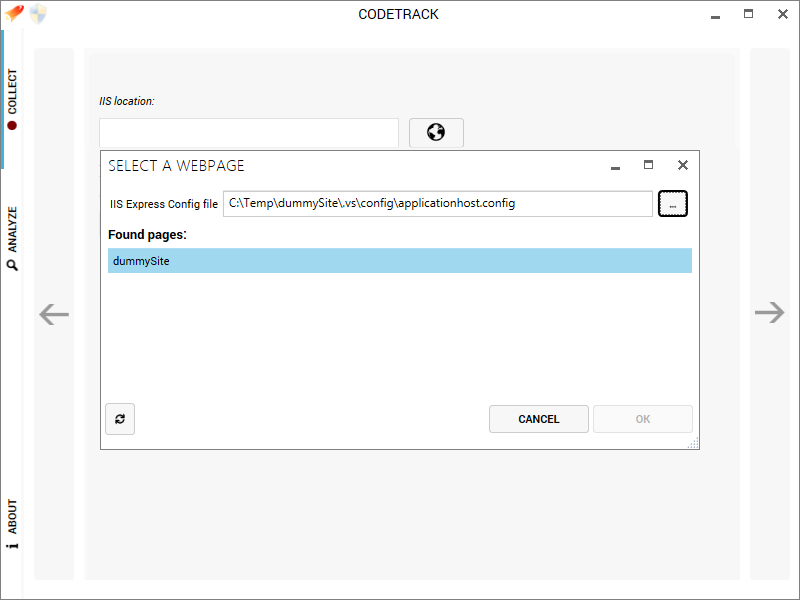 CODETRACK
COLLECT
ANALYZE
ABOUT
IIS location:
SELECT A WEBPAGE
IIS Express Config file
C:\Temp\dummySite\.vs\config\applicationhost.config
...
Found pages:
dummySite
CANCEL
OK